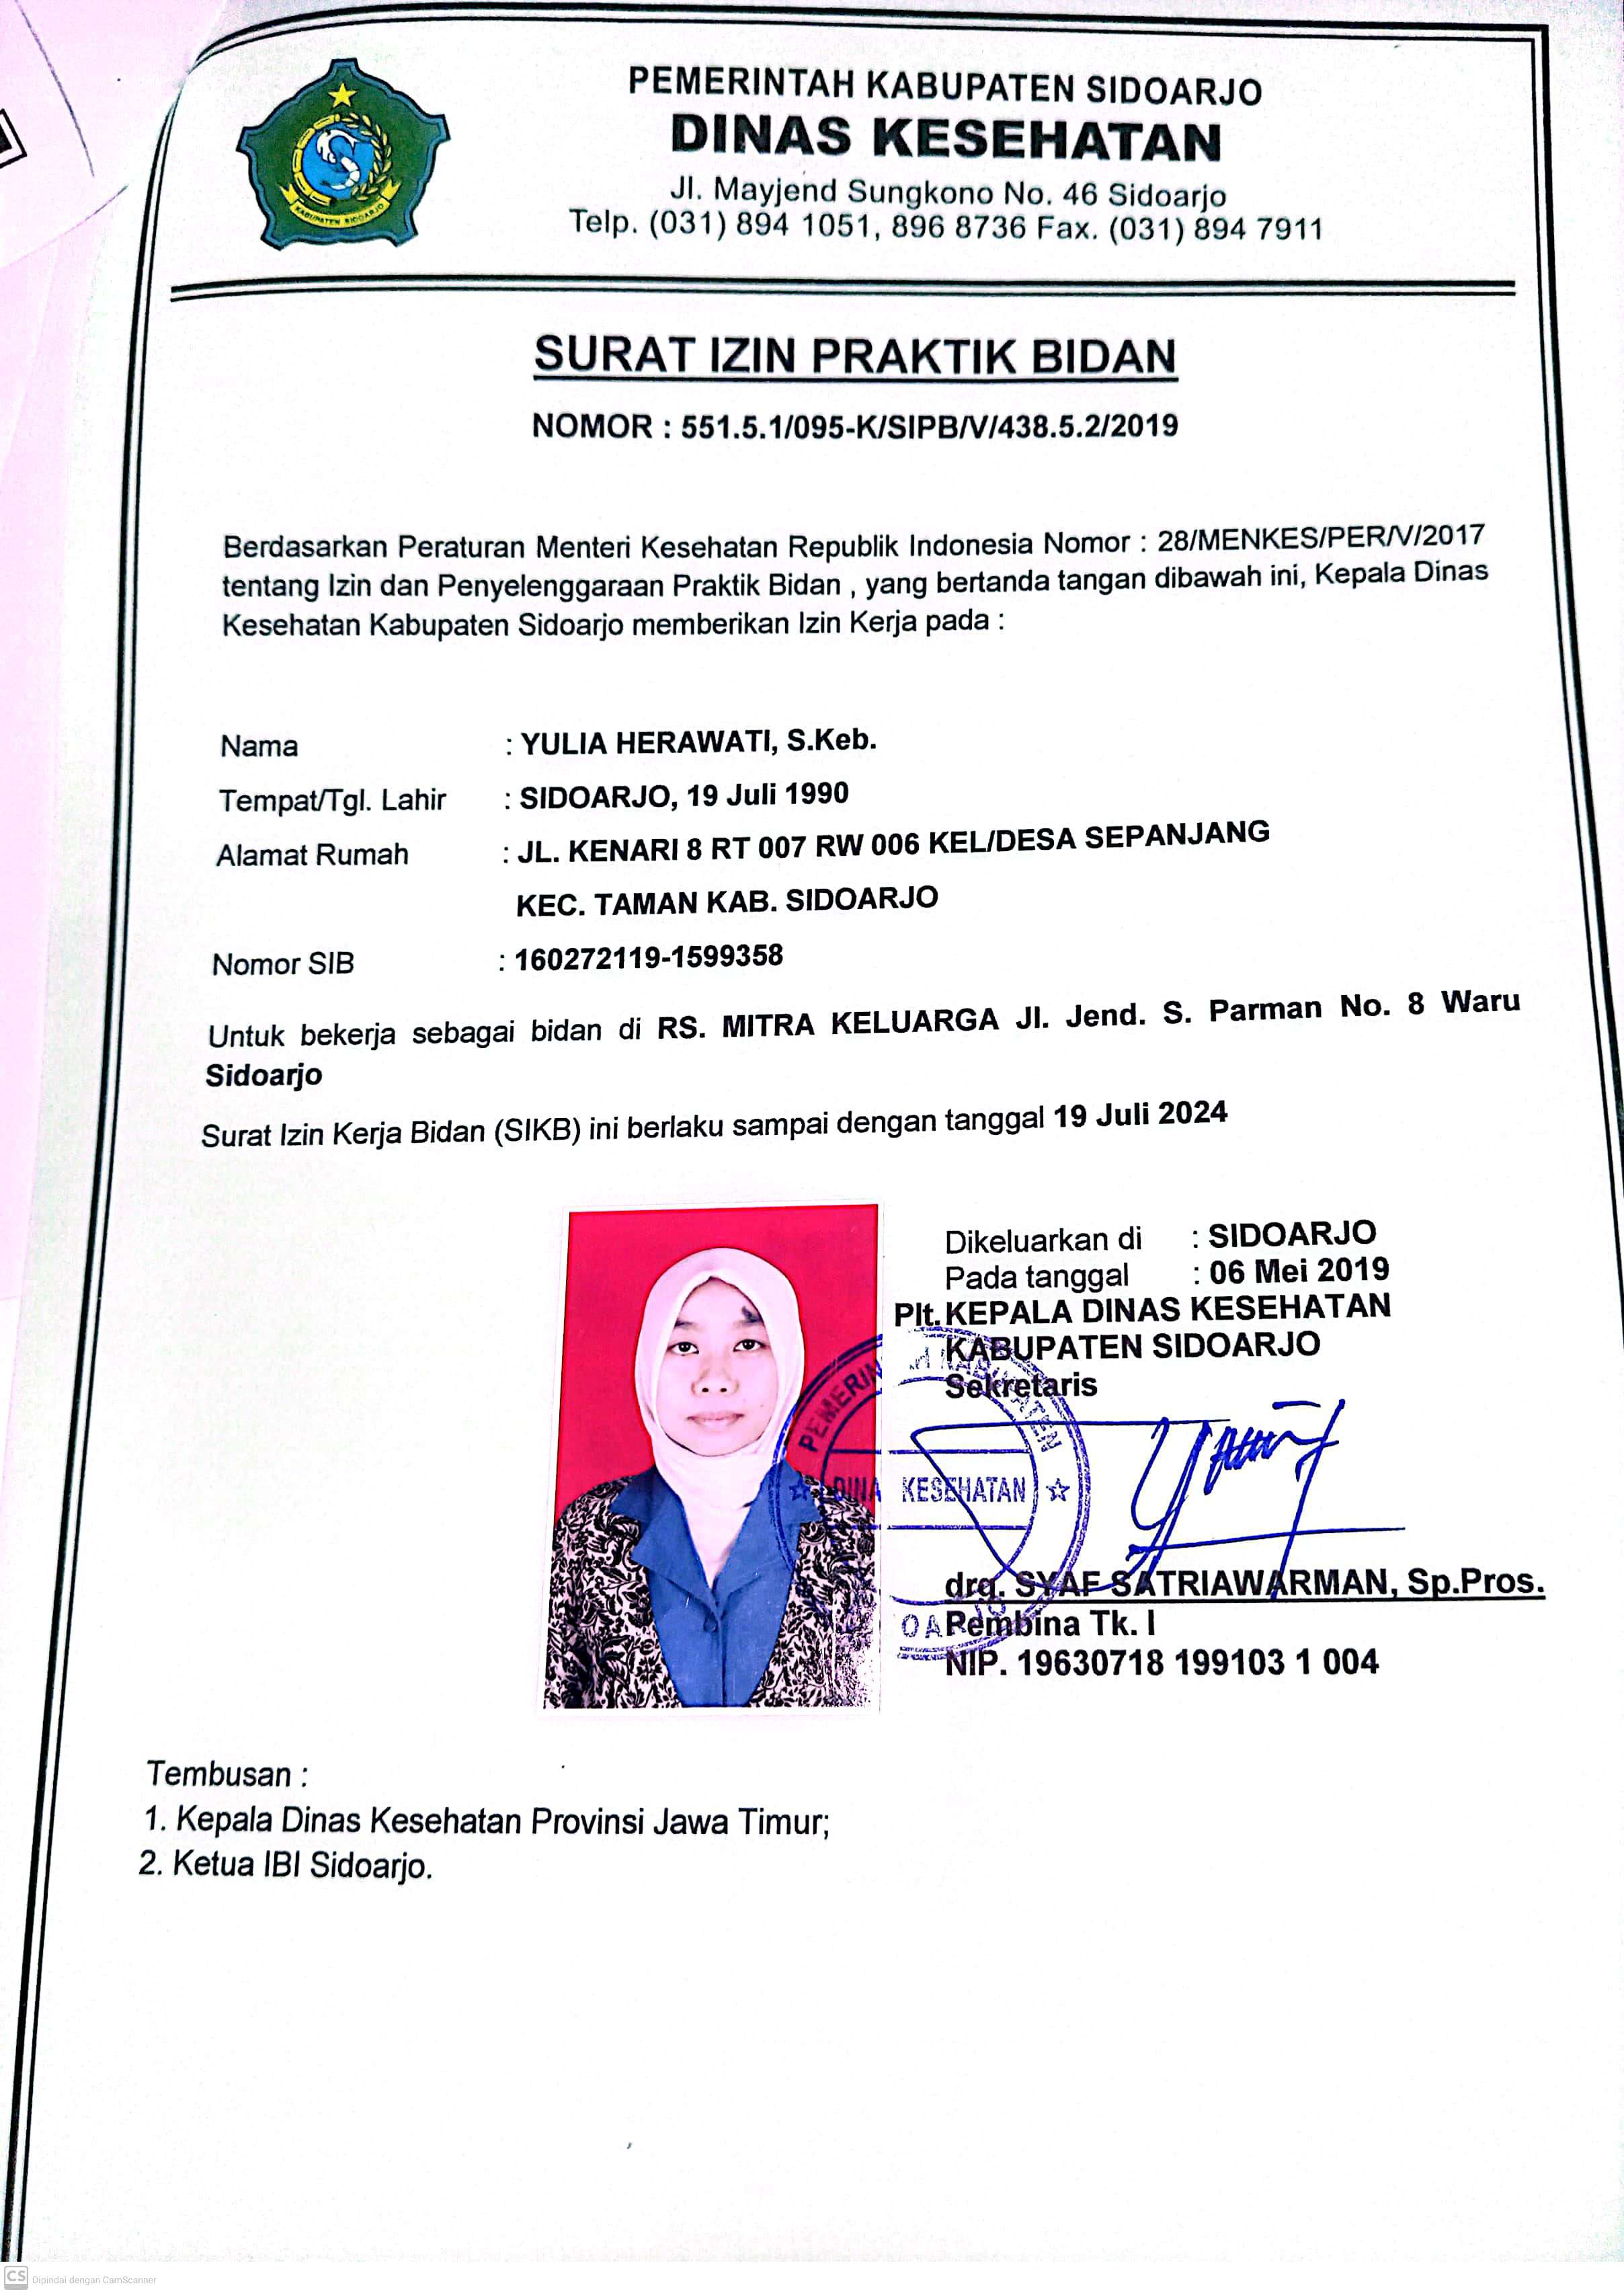 PEMERINTAH KABUPATEN SIDOARJO
DINAS KESEHATAN
Jl. Mayjend Sungkono No. 46 Sidoarjo
Telp. (031) 894 1051, 896 8736 Fax. (031) 894 7911
KABUPATEN SIDOARJO
SURAT IZIN PRAKTIK BIDAN
NOMOR : 551.5.1/095-K/SIPB/V/438.5.2/2019
Berdasarkan Peraturan Menteri Kesehatan Republik Indonesia Nomor : 28/MENKES/PER/V/2017
tentang Izin dan Penyelenggaraan Praktik Bidan , yang bertanda tangan dibawah ini, Kepala Dinas
Kesehatan Kabupaten Sidoarjo memberikan Izin Kerja pada :
Nama : YULIA HERAWATI, S.Keb.
Tempat/Tgl. Lahir : SIDOARJO, 19 Juli 1990
Alamat Rumah : JL. KENARI 8 RT 007 RW 006 KEL/DESA SEPANJANG
KEC. TAMAN KAB. SIDOARJO
Nomor SIB : 160272119-1599358
Untuk bekerja sebagai bidan di RS. MITRA KELUARGA Jl. Jend. S. Parman No. 8 Waru
Sidoarjo
Surat Izin Kerja Bidan (SIKB) ini berlaku sampai dengan tanggal 19 Juli 2024
Dikeluarkan di : SIDOARJO
Pada tanggal : 06 Mei 2019
Plt. KEPALA DINAS KESEHATAN
KABUPATEN SIDOARJO
Sekretaris
KABUPATEN
KESEHATAN
drg. SYAF SATRIAWARMAN, Sp.Pros.
Pembina Tk. I
NIP. 19630718 199103 1 004
Tembusan :
1. Kepala Dinas Kesehatan Provinsi Jawa Timur;
2. Ketua IBI Sidoarjo.
CS Dipindai dengan CamScanner